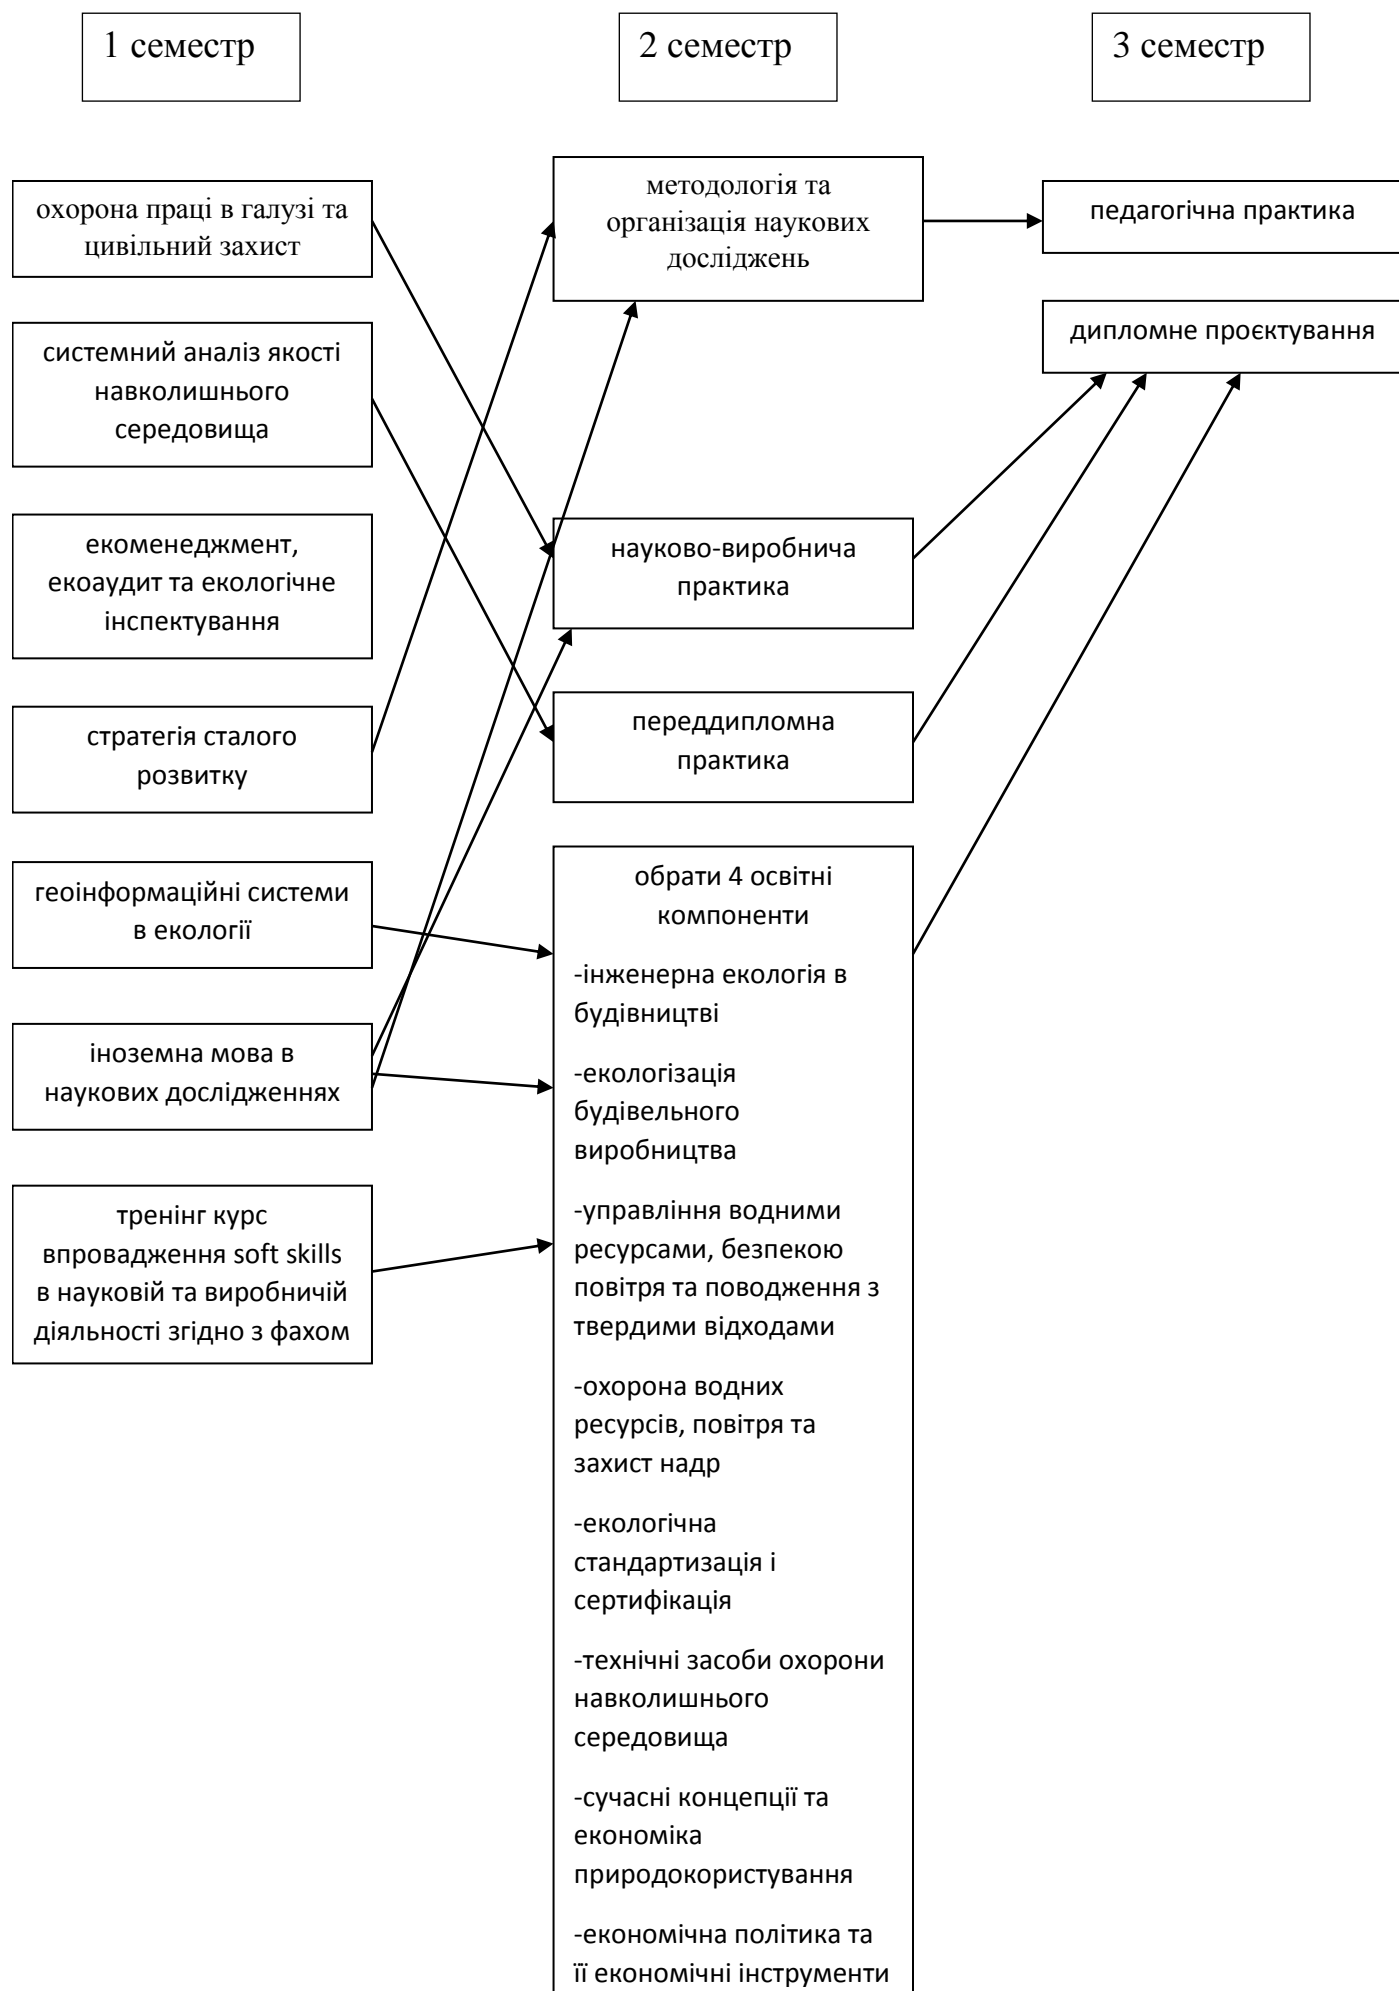 1 семестр
2 семестр
3 семестр
охорона праці в галузі та
цивільний захист
системний аналіз якості
навколишнього
середовища
екоменеджмент,
екоаудит та екологічне
інспектування
стратегія сталого
розвитку
геоінформаційні системи
в екології
іноземна мова в
наукових дослідженнях
тренінг курс
впровадження soft skills
в науковій та виробничій
діяльності згідно з фахом
методологія та
організація наукових
досліджень
науково-виробнича
практика
переддипломна
практика
обрати 4 освітні
компоненти
-інженерна екологія в
будівництві
-екологізація
будівельного
виробництва
-управління водними
ресурсами, безпекою
повітря та поводження з
твердими відходами
-охорона водних
ресурсів, повітря та
захист надр
-екологічна
стандартизація і
сертифікація
-технічні засоби охорони
навколишнього
середовища
-сучасні концепції та
економіка
природокористування
-економічна політика та
її економічні інструменти
педагогічна практика
дипломне проєктування